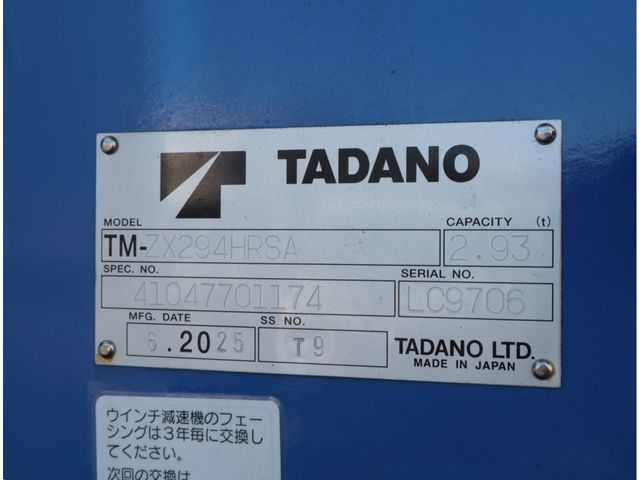 TADANO
MODEL
CAPACITY (t)
TM-ZX294HRSA
2.93
SPEC. NO.
SERIAL NO.
41047701174
LC9706
MFG. DATE
SS NO.
6.2025
T9
TADANO LTD.
MADE IN JAPAN
ウインチ減速機のフェー
シングは3年毎に交換し
てください。
次回の交換は